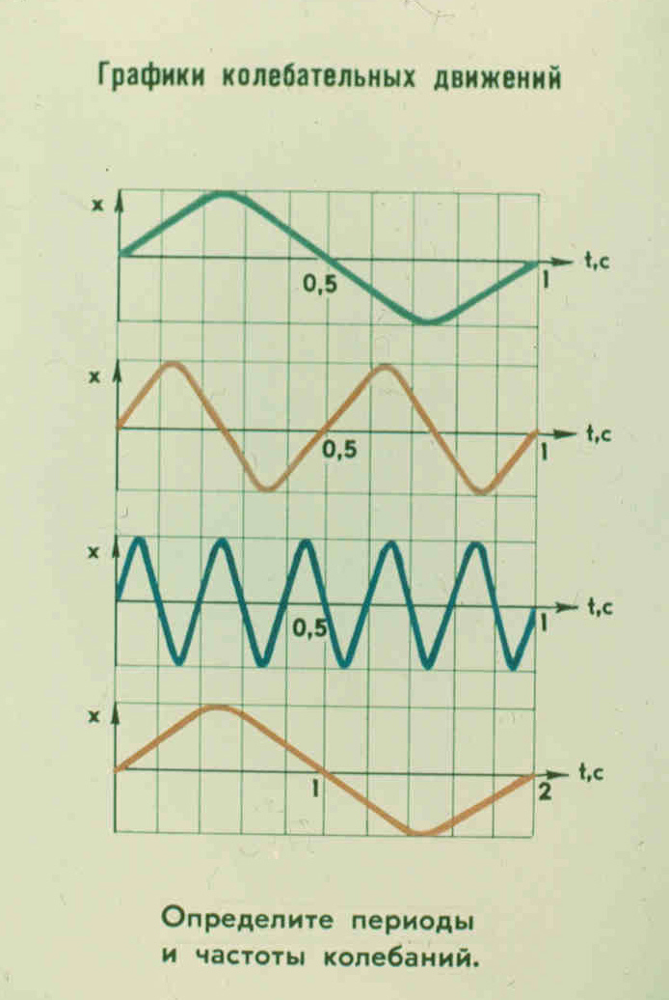 Графики колебательных движений
x
t,c
0,5
1
x
t,c
0,5
1
x
t,c
0,5
1
x
t,c
1
2
Определите периоды
и частоты колебаний.